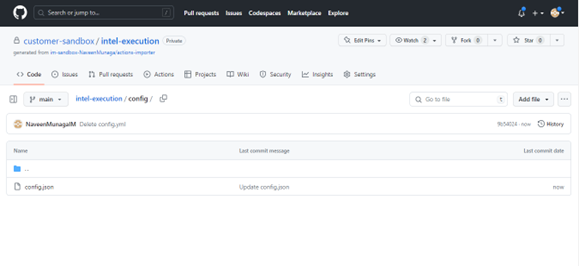 Search or jump to... /
Pull requests Issues Codespaces Marketplace Explore
customer-sandbox / intel-execution Private
generated from im-sandbox-NaveenMunaga/actions-importer
Edit Pins Watch 2 Fork 0 Star 0
Code Issues Pull requests Actions Projects Wiki Security Insights Settings
main intel-execution / config / Go to file t Add file
NaveenMunagaIM Delete config.yml now History
Name Last commit message Last commit date
..
config.json Update config.json now